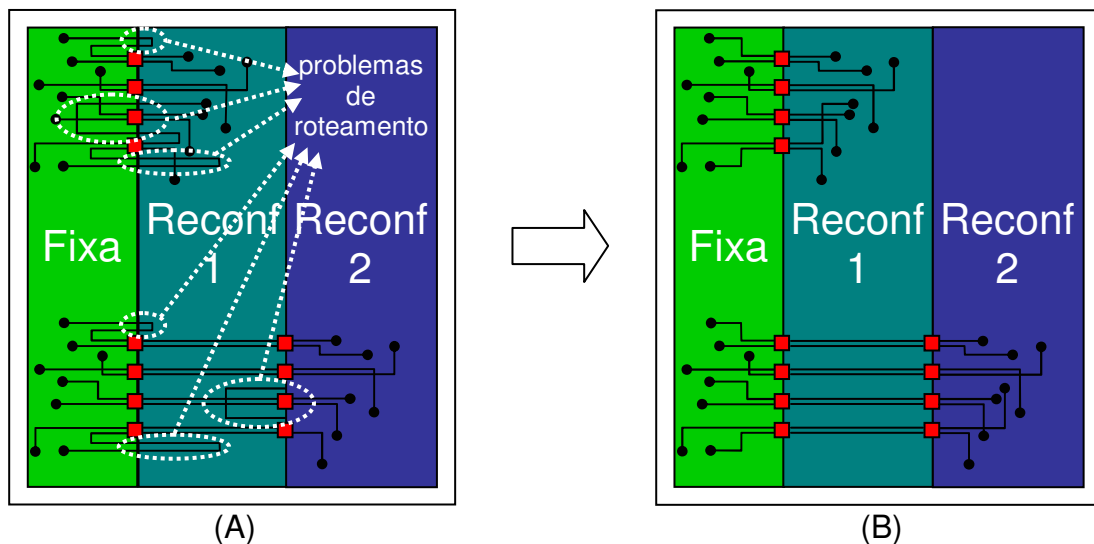 problemas
de
roteamento
Fixa
Reconf
1
Reconf
2
(A)
Fixa
Reconf
1
Reconf
2
(B)